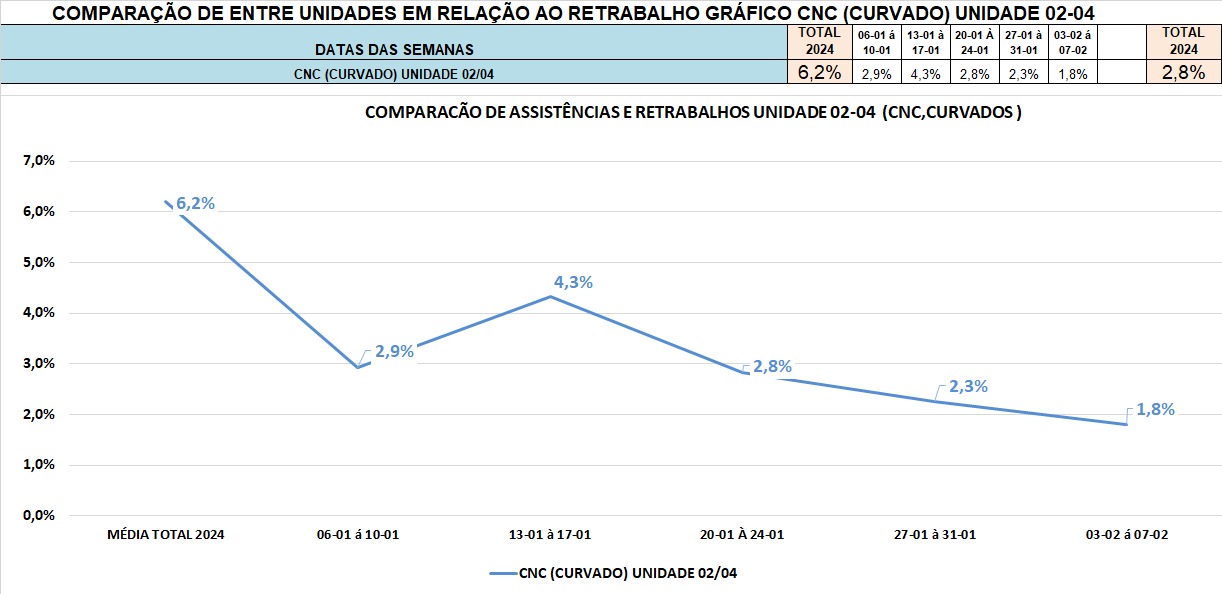 COMPARAÇÃO DE ENTRE UNIDADES EM RELAÇÃO AO RETRABALHO GRÁFICO CNC (CURVADO) UNIDADE 02-04
DATAS DAS SEMANAS
TOTAL 2024
06-01 á 10-01
13-01 à 17-01
20-01 À 24-01
27-01 à 31-01
03-02 á 07-02
TOTAL 2024
CNC (CURVADO) UNIDADE 02/04
6,2%
2,9%
4,3%
2,8%
2,3%
1,8%
2,8%
COMPARACÃO DE ASSISTÊNCIAS E RETRABALHOS UNIDADE 02-04 (CNC,CURVADOS )
7,0%
6,0%
5,0%
4,0%
3,0%
2,0%
1,0%
0,0%
6,2%
2,9%
4,3%
2,8%
2,3%
1,8%
MÉDIA TOTAL 2024
06-01 á 10-01
13-01 à 17-01
20-01 À 24-01
27-01 à 31-01
03-02 á 07-02
CNC (CURVADO) UNIDADE 02/04